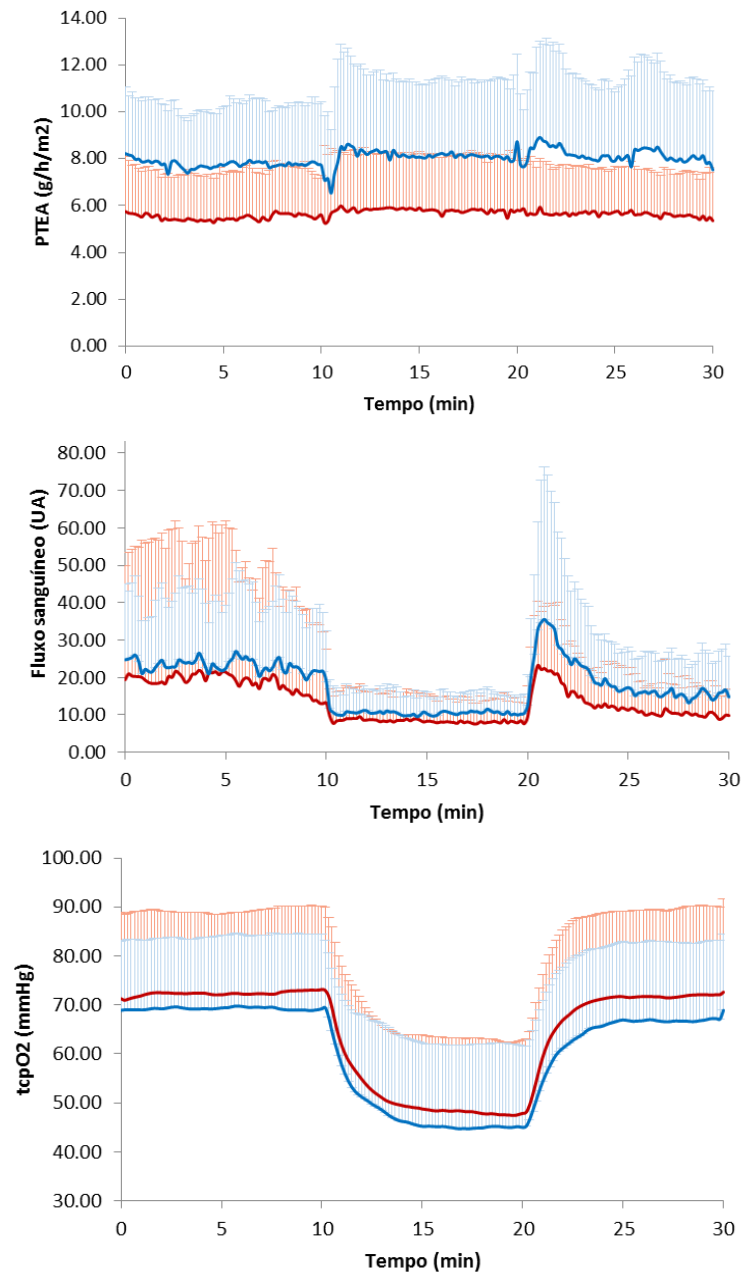 14.00
12.00
10.00
8.00
6.00
4.00
2.00
0.00
PTEA (g/h/m2)
0 5 10 15 20 25 30
Tempo (min)
80.00
70.00
60.00
50.00
40.00
30.00
20.00
10.00
0.00
Fluxo sanguíneo (UA)
0 5 10 15 20 25 30
Tempo (min)
100.00
90.00
80.00
70.00
60.00
50.00
40.00
30.00
tcpO2 (mmHg)
0 5 10 15 20 25 30
Tempo (min)